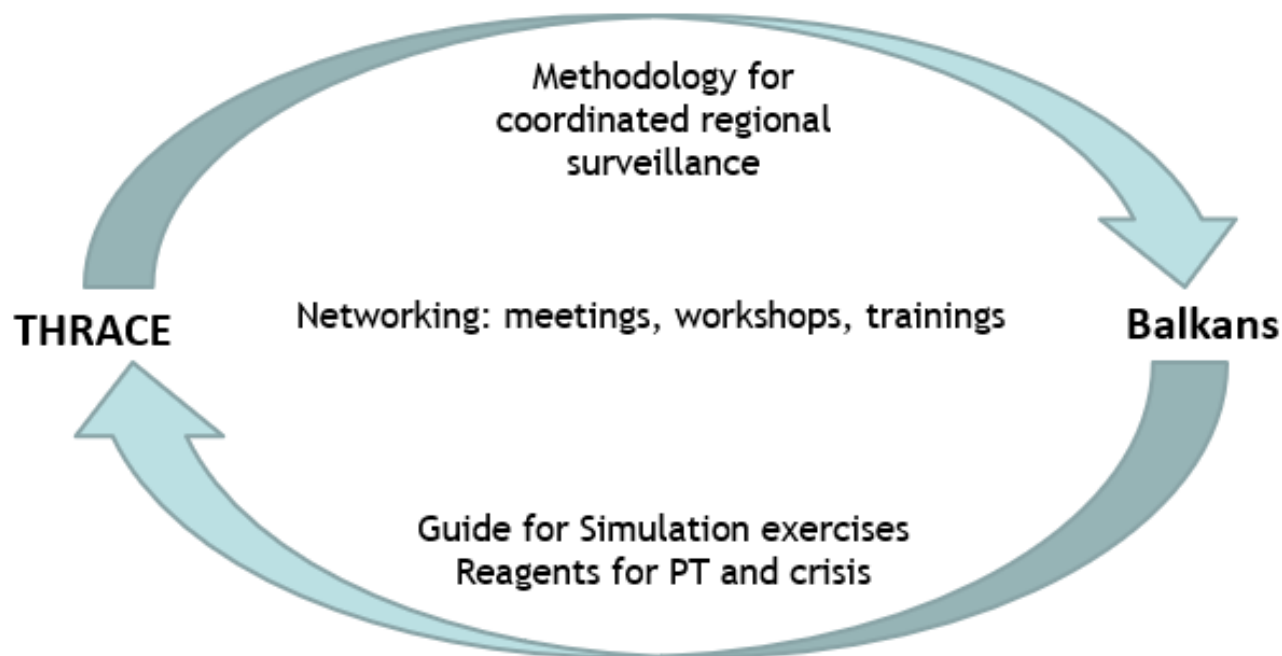 Methodology for
coordinated regional
surveillance
THRACE
Networking: meetings, workshops, trainings
Balkans
Guide for Simulation exercises
Reagents for PT and crisis